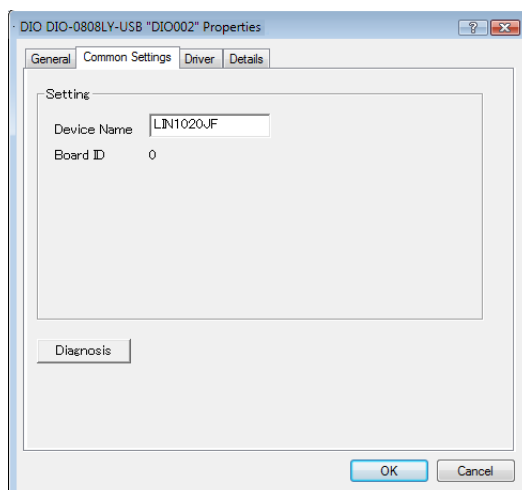 DIO DIO-0808LY-USB "DIO002" Properties
General Common Settings Driver Details
Setting
Device Name LIN1020JF
Board ID 0
Diagnosis
OK Cancel